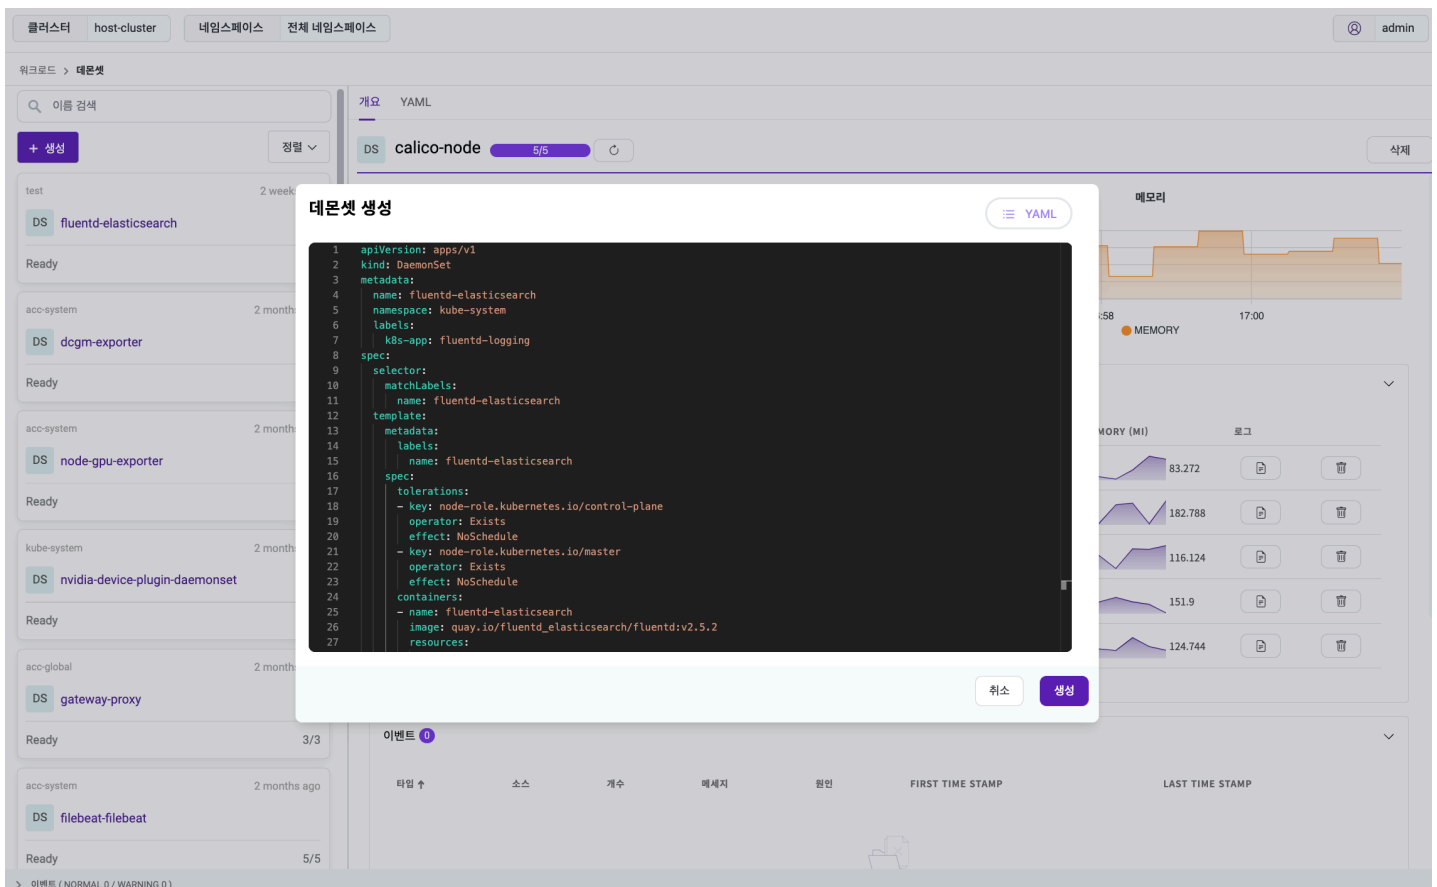 클러스터 host-cluster 네임스페이스 전체 네임스페이스 admin
워크로드 > 데몬셋
이름 검색
+ 생성 정렬
test 2 week
DS fluentd-elasticsearch
Ready
acc-system 2 month
DS dcgm-exporter
Ready
acc-system 2 month
DS node-gpu-exporter
Ready
kube-system 2 month
DS nvidia-device-plugin-daemonset
Ready
acc-global 2 month
DS gateway-proxy
Ready 3/3
acc-system 2 months ago
DS filebeat-filebeat
Ready 5/5
> 이벤트 ( NORMAL 0 / WARNING 0 )
개요 YAML
DS calico-node 5/5 삭제
메모리
:58 17:00
MEMORY
MORY (MI) 로그
83.272
182.788
116.124
151.9
124.744
데몬셋 생성 YAML
1 apiVersion: apps/v1
2 kind: DaemonSet
3 metadata:
4 name: fluentd-elasticsearch
5 namespace: kube-system
6 labels:
7 k8s-app: fluentd-logging
8 spec:
9 selector:
10 matchLabels:
11 name: fluentd-elasticsearch
12 template:
13 metadata:
14 labels:
15 name: fluentd-elasticsearch
16 spec:
17 tolerations:
18 - key: node-role.kubernetes.io/control-plane
19 operator: Exists
20 effect: NoSchedule
21 - key: node-role.kubernetes.io/master
22 operator: Exists
23 effect: NoSchedule
24 containers:
25 - name: fluentd-elasticsearch
26 image: quay.io/fluentd_elasticsearch/fluentd:v2.5.2
27 resources:
취소 생성
이벤트 0
타입 ↑ 소스 개수 메세지 원인 FIRST TIME STAMP LAST TIME STAMP